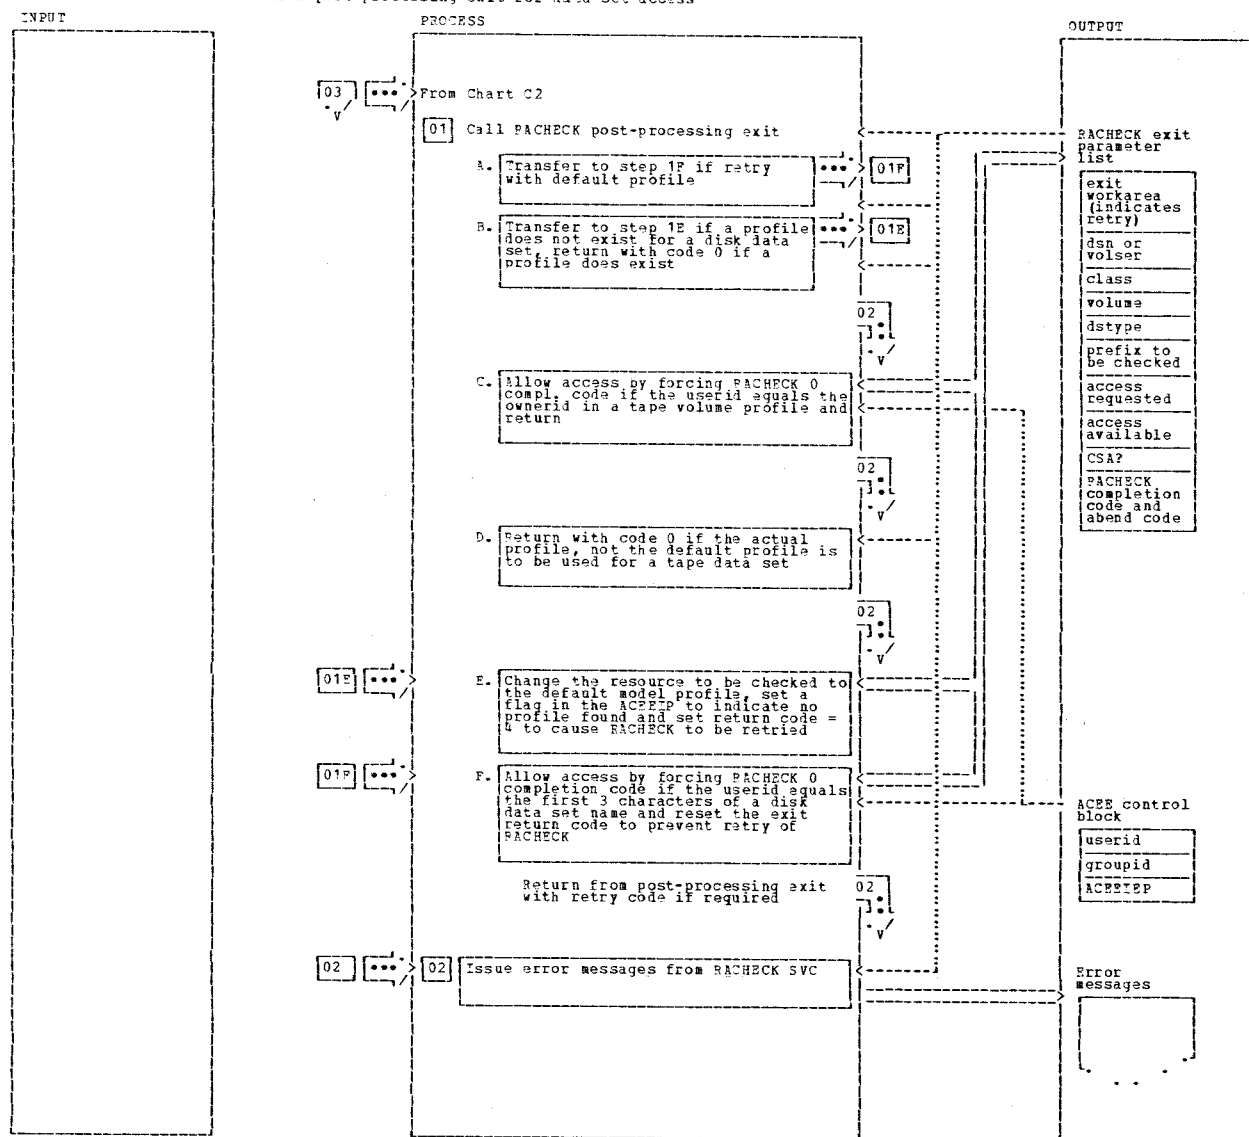 post-processing exit for data set access
INPUT
PROCESS
OUTPUT
03
From Chart C2
01 Call RACHECK post-processing exit
A. Transfer to step 1F if retry
with default profile
01F
B. Transfer to step 1E if a profile
does not exist for a disk data
set, return with code 0 if a
profile does exist
01E
02
C. Allow access by forcing RACHECK 0
compl. code if the userid equals the
ownerid in a tape volume profile and
return
02
D. Return with code 0 if the actual
profile, not the default profile is
to be used for a tape data set
02
01E
E. Change the resource to be checked to
the default model profile, set a
flag in the ACEEIEP to indicate no
profile found and set return code =
4 to cause RACHECK to be retried
01F
F. Allow access by forcing RACHECK 0
completion code if the userid equals
the first 3 characters of a disk
data set name and reset the exit
return code to prevent retry of
RACHECK
Return from post-processing exit
with retry code if required
02
02
02 Issue error messages from RACHECK SVC
RACHECK exit
parameter
list
exit
workarea
(indicates
retry)
dsn or
volser
class
volume
dstype
prefix to
be checked
access
requested
access
available
CSA?
RACHECK
completion
code and
abend code
ACEE control
block
userid
groupid
ACEEIEP
Error
messages